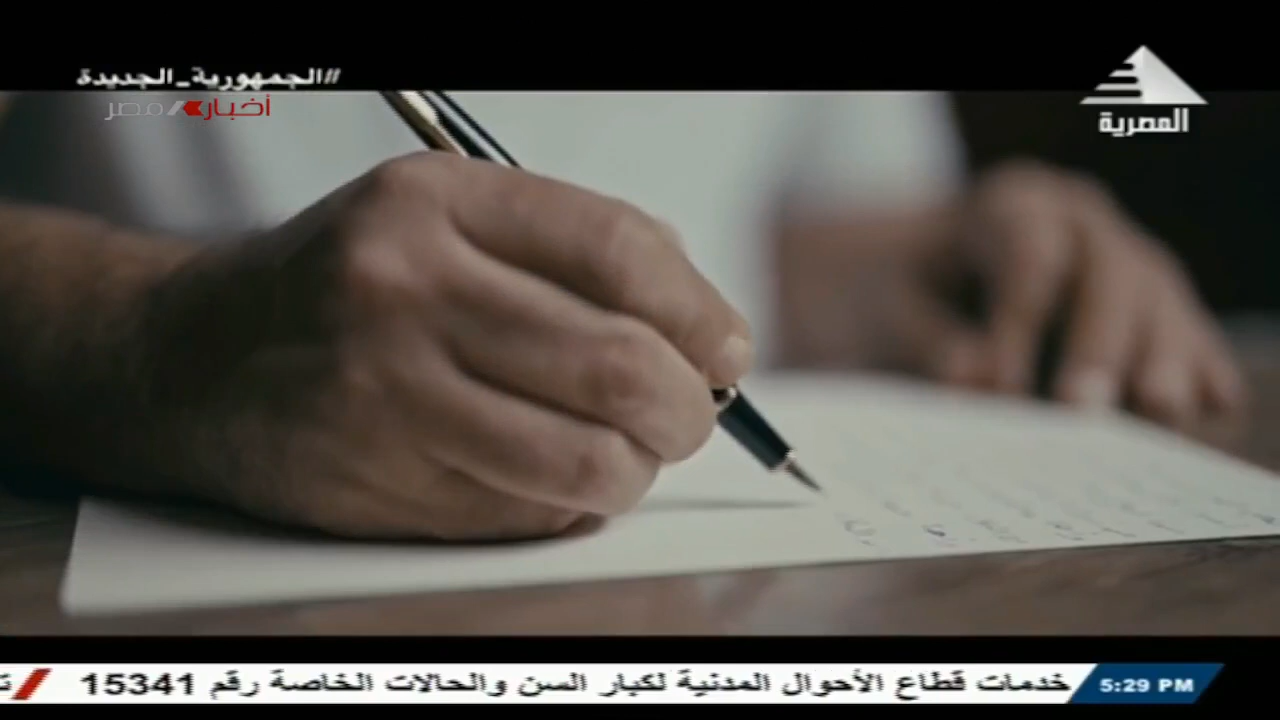 #الجمهورية_الجديدة
أخبار مصر
المصرية
خدمات قطاع الأحوال المدنية لكبار السن والحالات الخاصة رقم 15341
5:29 PM